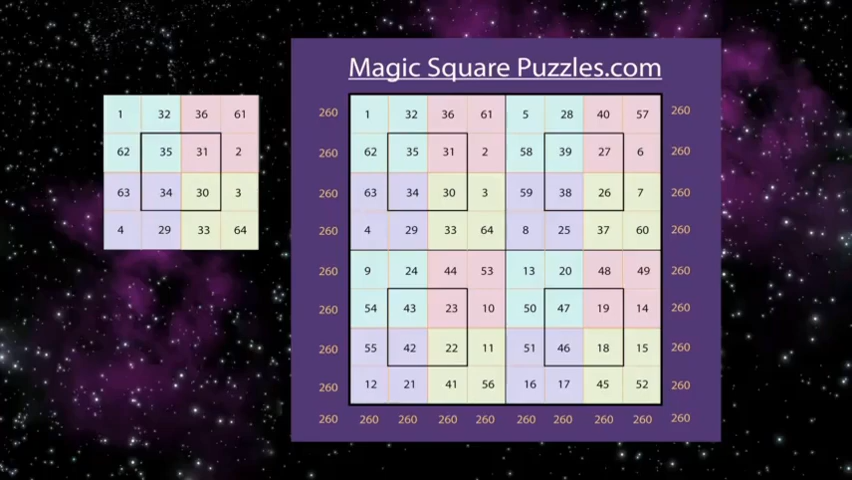 Magic Square Puzzles.com
1 32 36 61
62 35 31 2
63 34 30 3
4 29 33 64
260 1 32 36 61 5 28 40 57 260
260 62 35 31 2 58 39 27 6 260
260 63 34 30 3 59 38 26 7 260
260 4 29 33 64 8 25 37 60 260
260 9 24 44 53 13 20 48 49 260
260 54 43 23 10 50 47 19 14 260
260 55 42 22 11 51 46 18 15 260
260 12 21 41 56 16 17 45 52 260
260 260 260 260 260 260 260 260 260 260